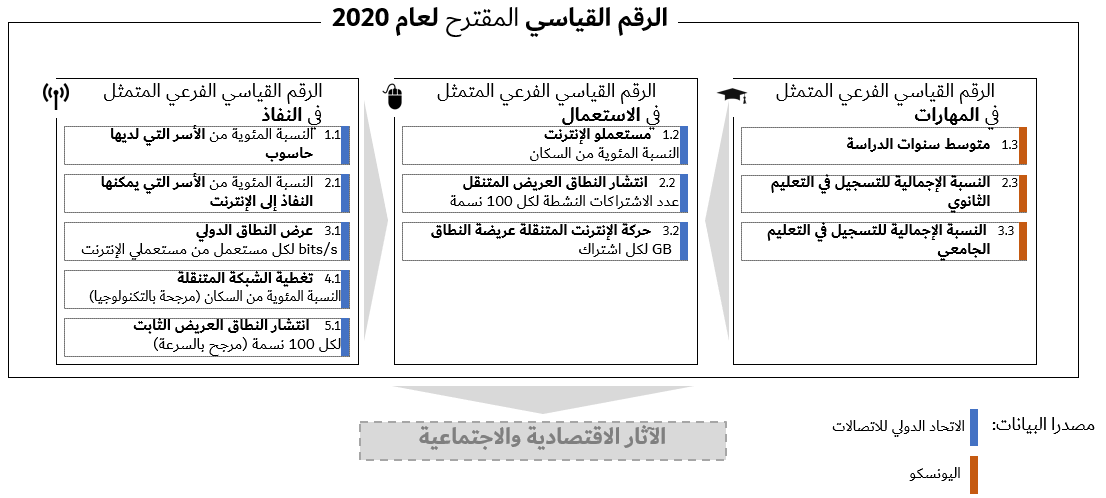 الرقم القياسي المقترح لعام 2020
الرقم القياسي الفرعي المتمثل
في المهارات
1.3 متوسط سنوات الدراسة
2.3 النسبة الإجمالية للتسجيل في التعليم
الثانوي
3.3 النسبة الإجمالية للتسجيل في التعليم
الجامعي
الرقم القياسي الفرعي المتمثل
في الاستعمال
1.2 مستعملو الإنترنت
النسبة المئوية من السكان
2.2 انتشار النطاق العريض المتنقل
عدد الاشتراكات النشطة لكل 100 نسمة
3.2 حركة الإنترنت المتنقلة عريضة النطاق
GB لكل اشتراك
الرقم القياسي الفرعي المتمثل
في النفاذ
1.1 النسبة المئوية من الأسر التي لديها
حاسوب
2.1 النسبة المئوية من الأسر التي يمكنها
النفاذ إلى الإنترنت
3.1 عرض النطاق الدولي
bits/s لكل مستعمل من مستعملي الإنترنت
4.1 تغطية الشبكة المتنقلة
النسبة المئوية من السكان (مرجحة بالتكنولوجيا)
5.1 انتشار النطاق العريض الثابت
لكل 100 نسمة (مرجح بالسرعة)
الآثار الاقتصادية والاجتماعية
مصدرا البيانات:
الاتحاد الدولي للاتصالات
اليونسكو